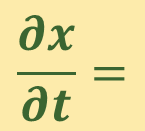 ∂x
∂t =